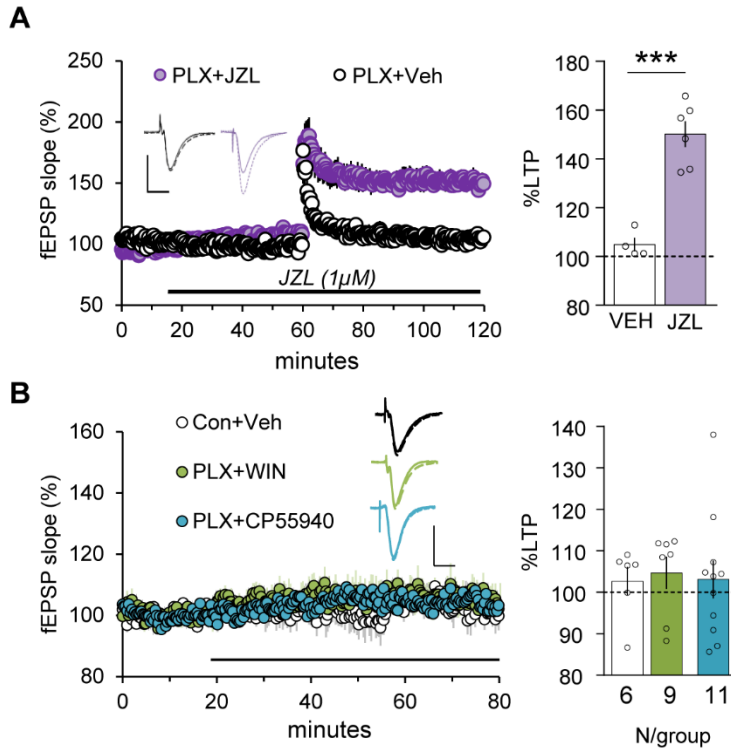 A
PLX+JZL
PLX+Veh
fEPSP slope (%)
250
200
150
100
50
JZL (1µM)
0 20 40 60 80 100 120
minutes
%LTP
180
160
140
120
100
80
***
VEH JZL
B
Con+Veh
PLX+WIN
PLX+CP55940
fEPSP slope (%)
160
140
120
100
80
0 20 40 60 80
minutes
%LTP
140
130
120
110
100
90
80
6 9 11
N/group